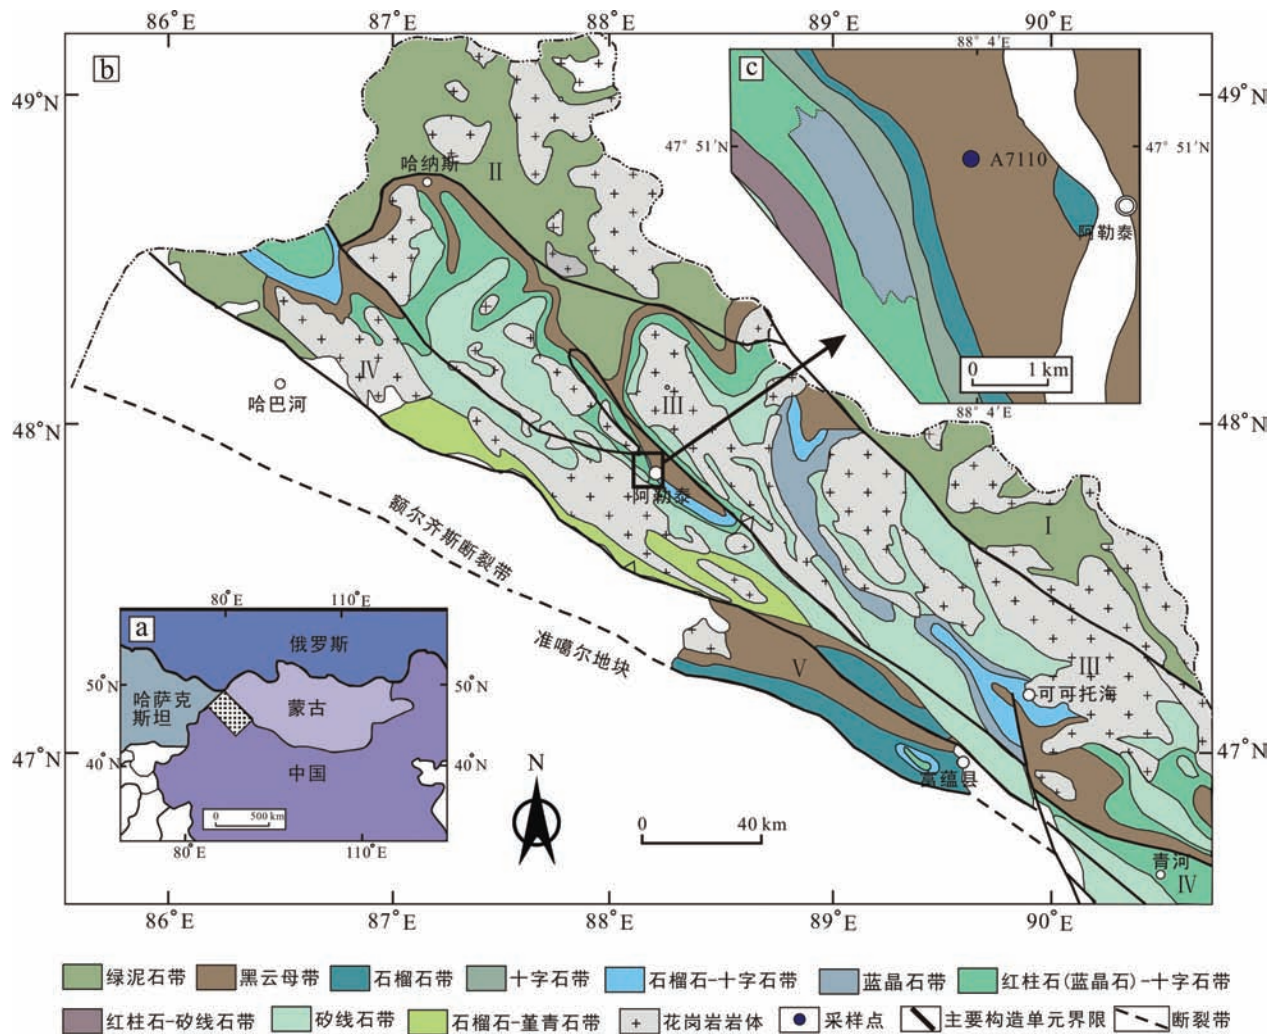 86°E 87°E 88°E 89°E 90°E
b
c
88° 4′E
49°N
49°N
47° 51′N
47° 51′N
A7110
阿勒泰
0 1 km
88° 4′E
哈纳斯
II
IV
哈巴河
III
48°N
48°N
阿勒泰
I
额尔齐斯断裂带
准噶尔地块
V
III
可可托海
47°N
47°N
富蕴县
青河
IV
80°E 110°E
a
俄罗斯
50°N
50°N
哈萨克
斯坦
蒙古
40°N
40°N
中国
0 500 km
80°E 110°E
N
0 40 km
86°E 87°E 88°E 89°E 90°E
绿泥石带 黑云母带 石榴石带 十字石带 石榴石-十字石带 蓝晶石带 红柱石(蓝晶石)-十字石带
红柱石-矽线石带 矽线石带 石榴石-堇青石带 花岗岩岩体 采样点 主要构造单元界限 断裂带